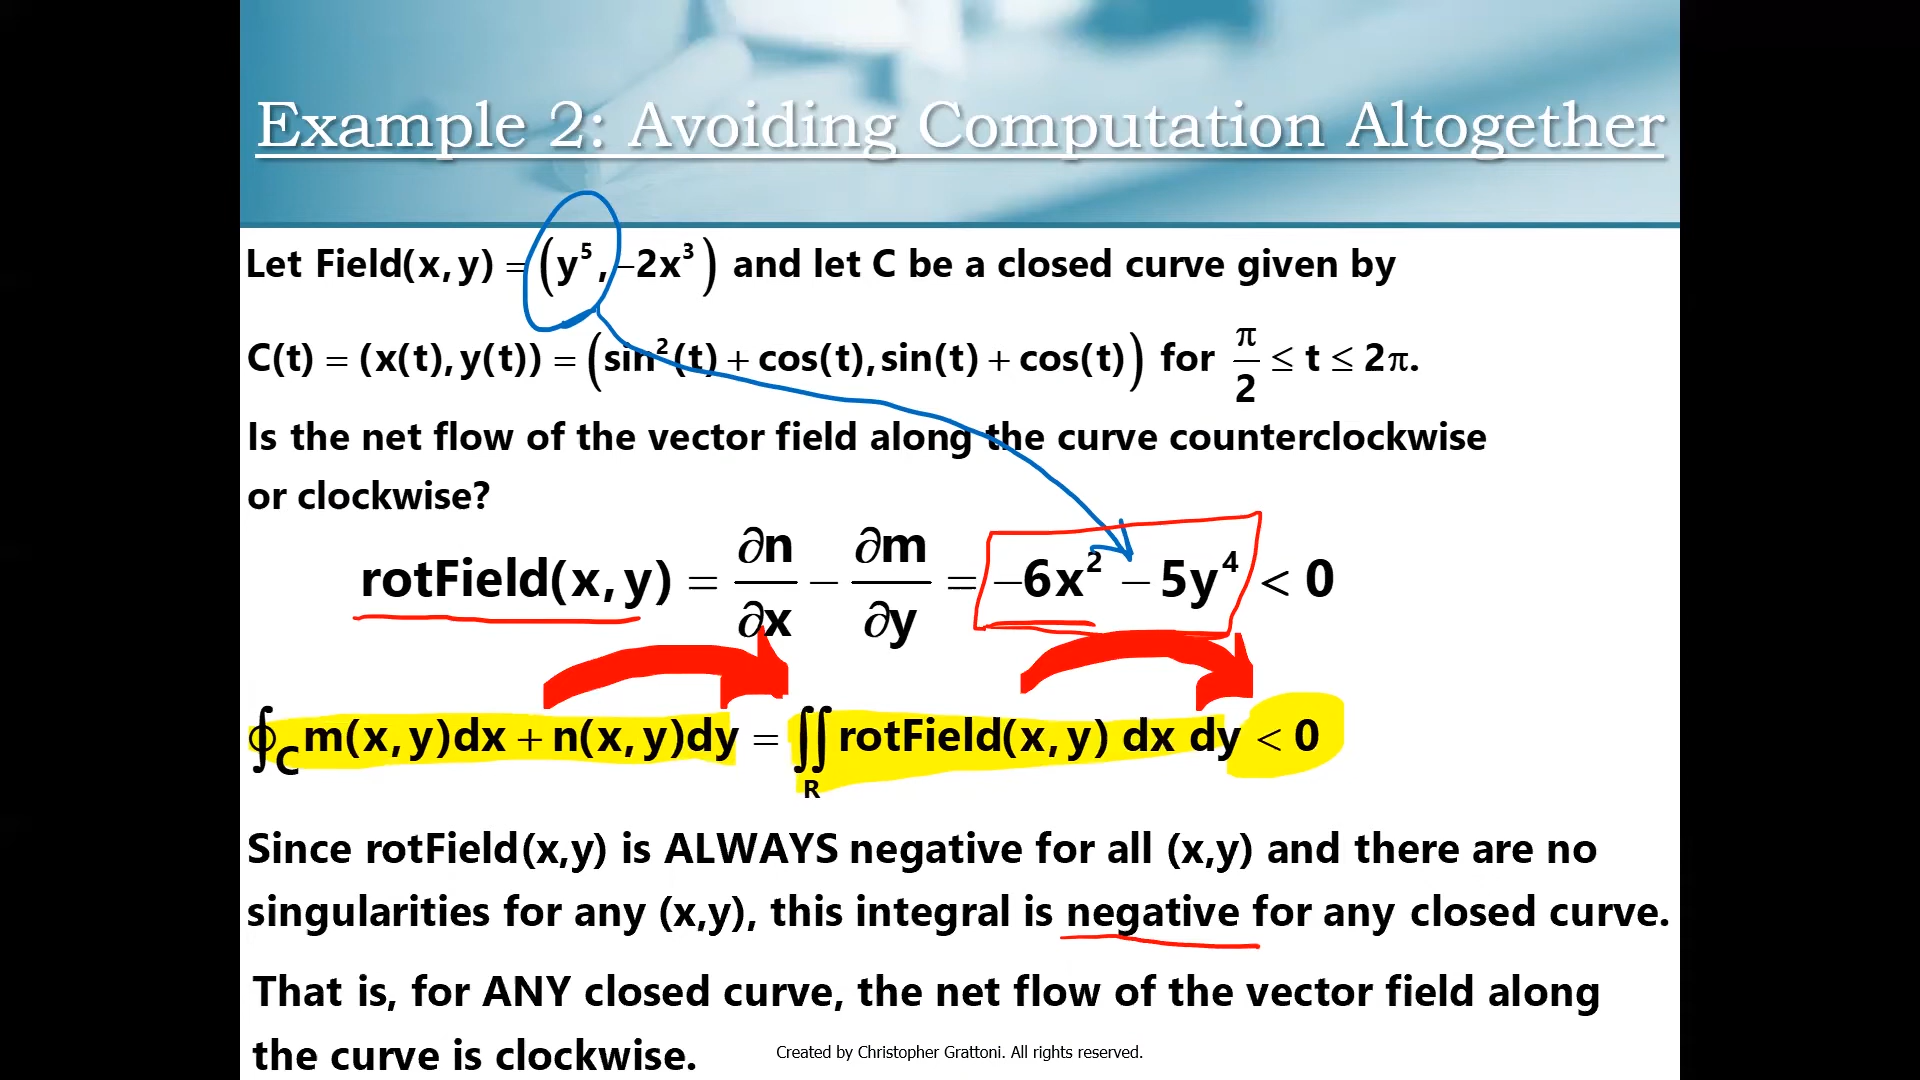 Example 2: Avoiding Computation Altogether
Let Field(x,y) = (y⁵, −2x³) and let C be a closed curve given by
C(t) = (x(t),y(t)) = (sin²(t) + cos(t), sin(t) + cos(t)) for π/2 ≤ t ≤ 2π.
Is the net flow of the vector field along the curve counterclockwise
or clockwise?
rotField(x,y) = ∂n/∂x − ∂m/∂y = −6x² − 5y⁴ < 0
∮_C m(x,y)dx + n(x,y)dy = ∬_R rotField(x,y) dx dy < 0
Since rotField(x,y) is ALWAYS negative for all (x,y) and there are no
singularities for any (x,y), this integral is negative for any closed curve.
That is, for ANY closed curve, the net flow of the vector field along
the curve is clockwise.
Created by Christopher Grattoni. All rights reserved.